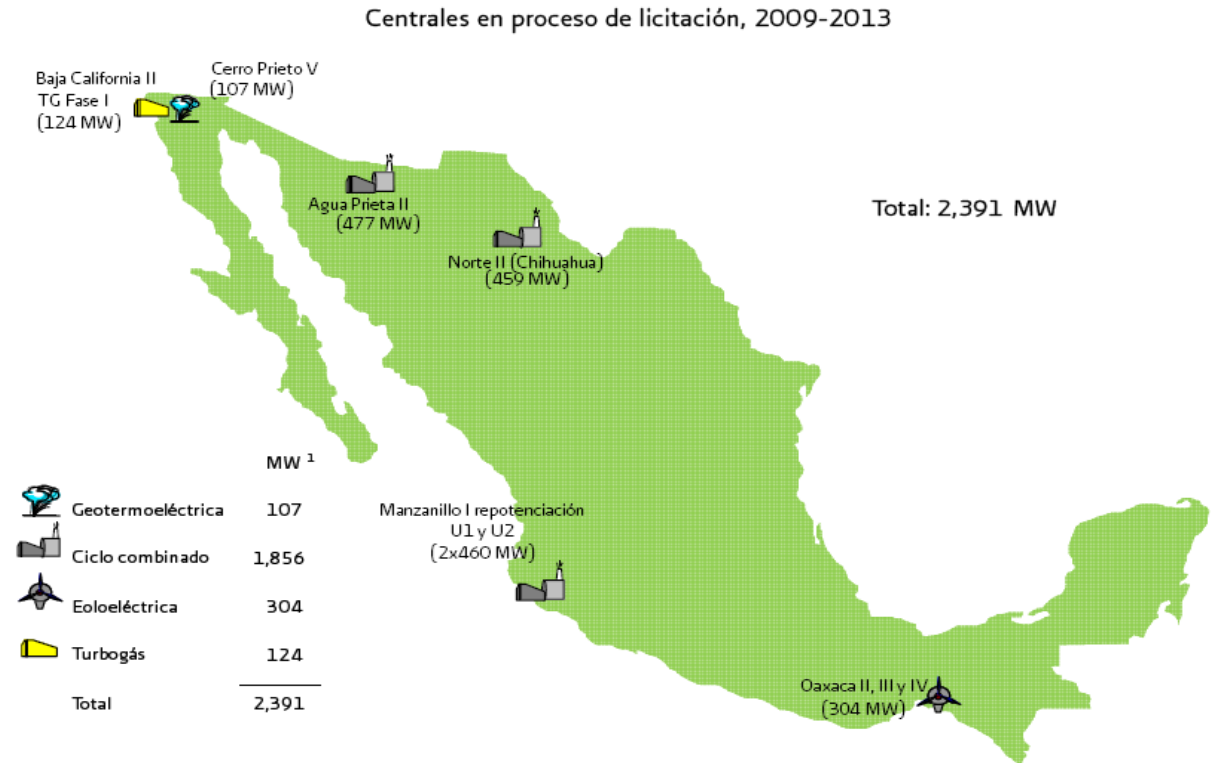 Centrales en proceso de licitación, 2009-2013
Baja California II
TG Fase I
(124 MW)
Cerro Prieto V
(107 MW)
Agua Prieta II
(477 MW)
Norte II (Chihuahua)
(459 MW)
Total: 2,391 MW
MW ¹
Geotermoeléctrica 107
Ciclo combinado 1,856
Eoloeléctrica 304
Turbogás 124
Total 2,391
Manzanillo I repotenciación
U1 y U2
(2x460 MW)
Oaxaca II, III y IV
(304 MW)